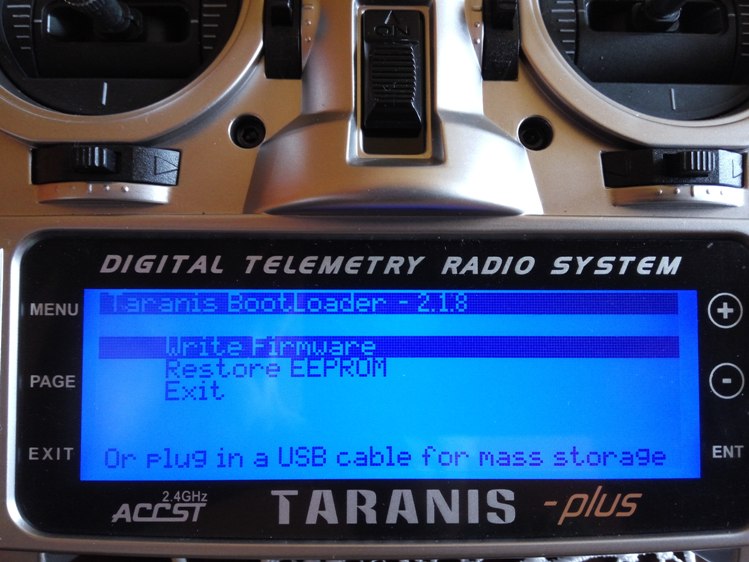 DIGITAL TELEMETRY RADIO SYSTEM
MENU
PAGE
EXIT
Taranis BootLoader - 2.1.8
Write Firmware
Restore EEPROM
Exit
Or plug in a USB cable for mass storage
+
-
ENT
2.4GHz
ACCST
TARANIS
-plus